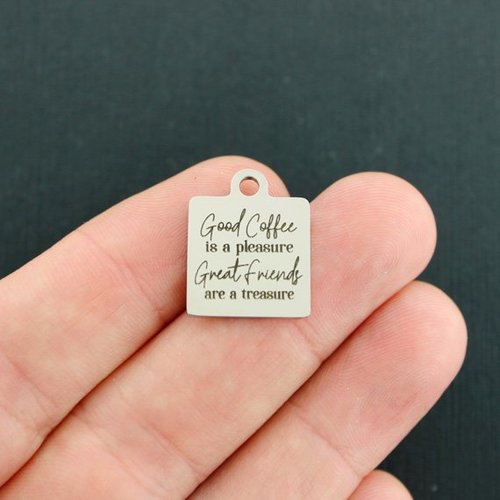 Good Coffee
is a pleasure
Great Friends
are a treasure